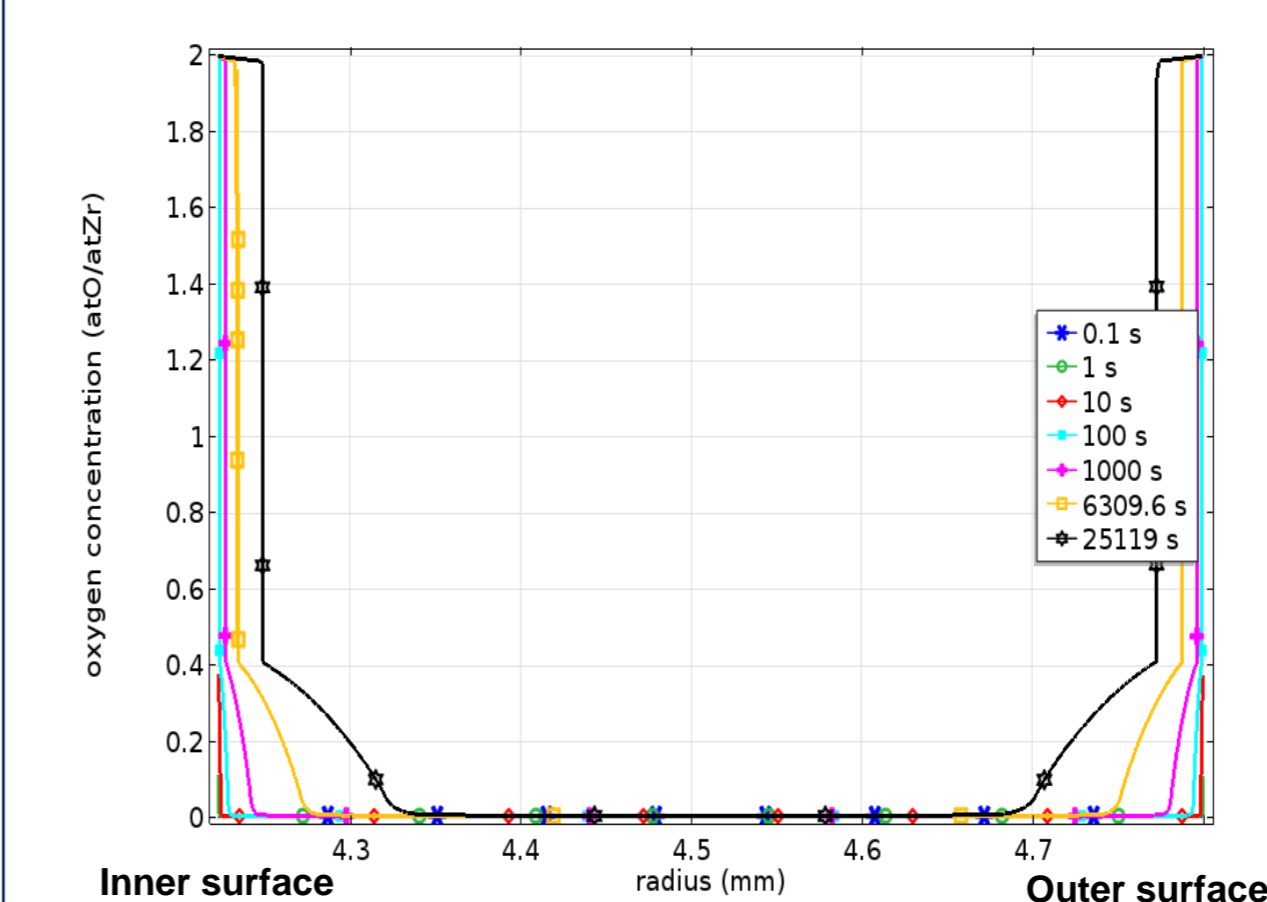 2
1.8
1.6
1.4
1.2
1
0.8
0.6
0.4
0.2
0
oxygen concentration (atO/atZr)
0.1 s
1 s
10 s
100 s
1000 s
6309.6 s
25119 s
4.3 4.4 4.5 4.6 4.7
radius (mm)
Inner surface
Outer surface